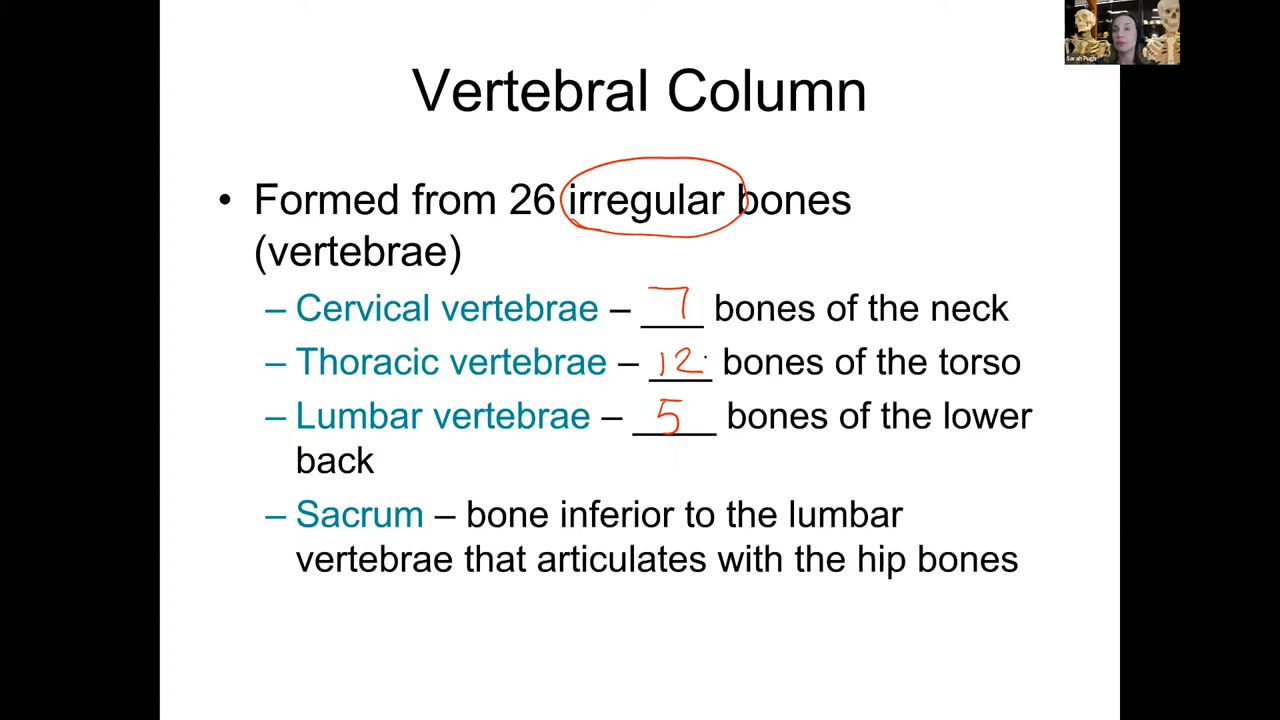 Sarah Pugh
Vertebral Column
• Formed from 26 irregular bones
(vertebrae)
– Cervical vertebrae – 7 bones of the neck
– Thoracic vertebrae – 12 bones of the torso
– Lumbar vertebrae – 5 bones of the lower
back
– Sacrum – bone inferior to the lumbar
vertebrae that articulates with the hip bones